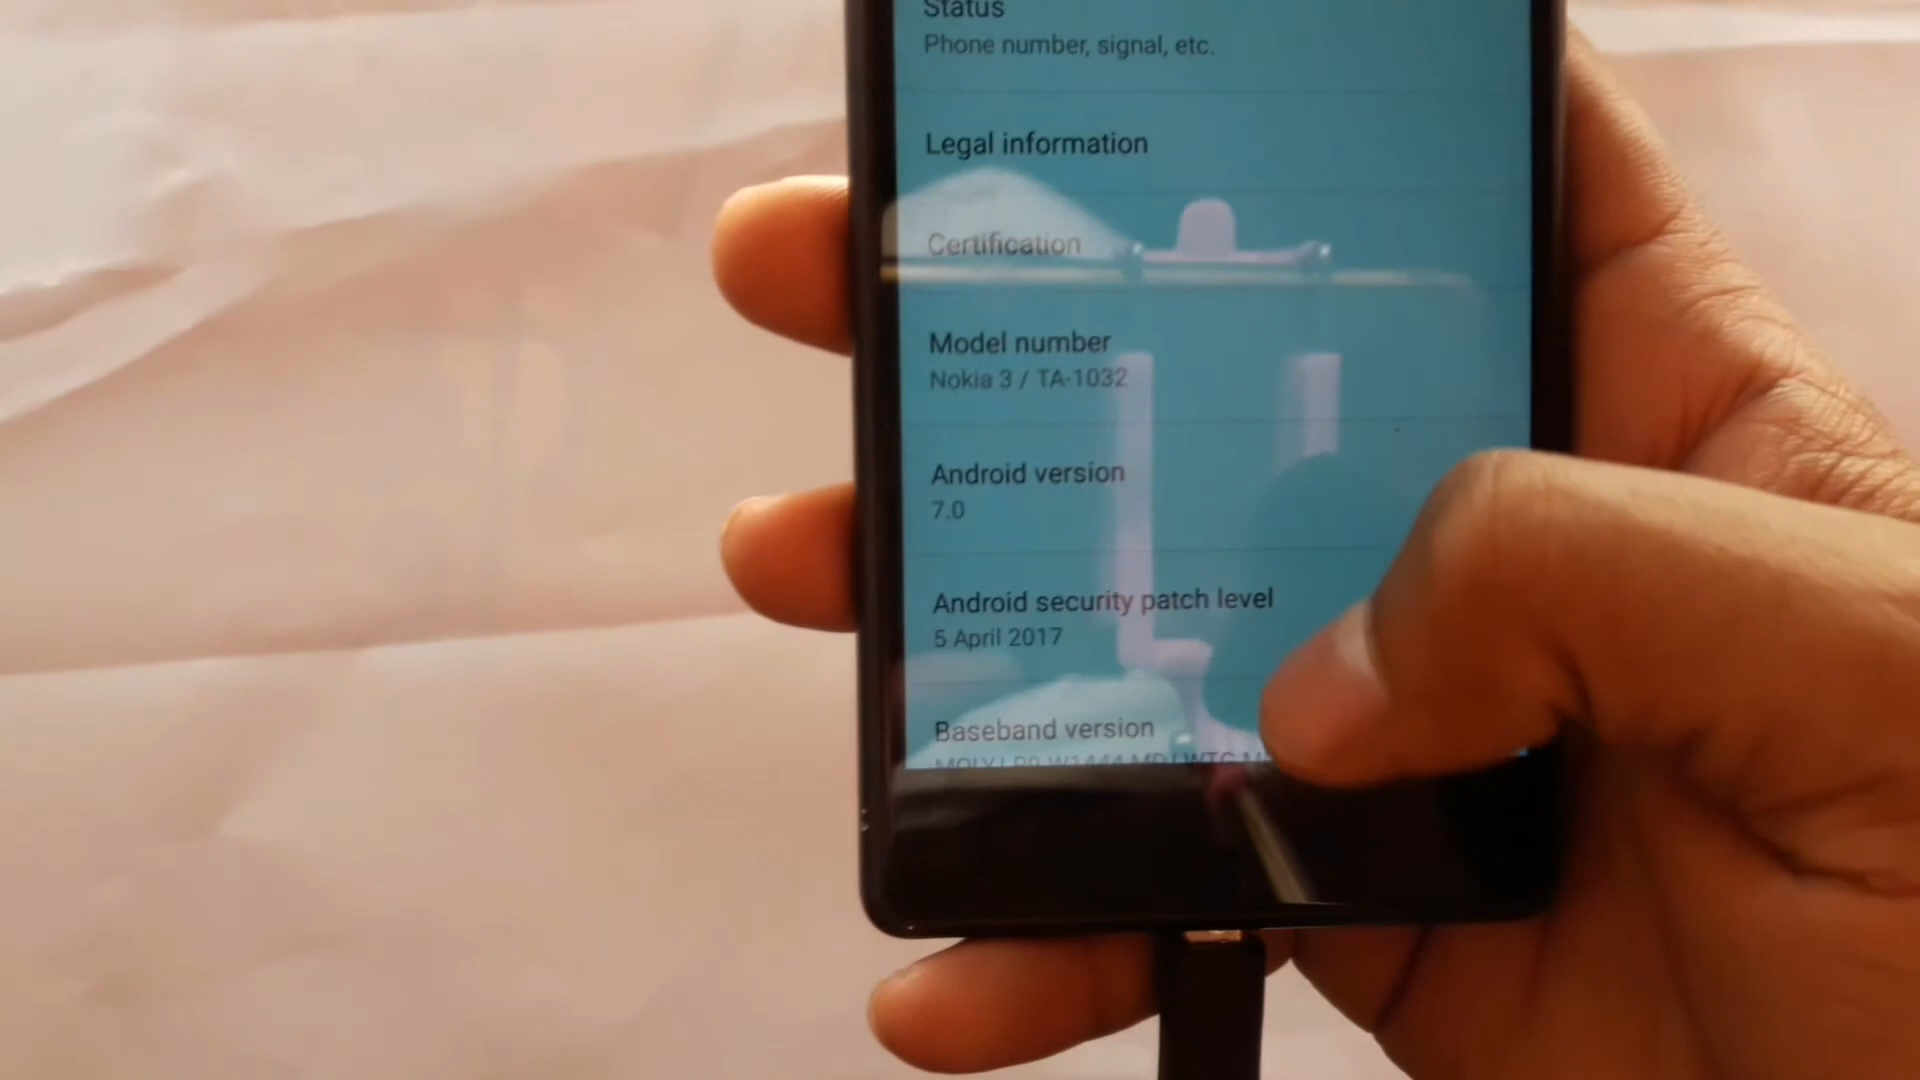 Status
Phone number, signal, etc.
Legal information
Certification
Model number
Nokia 3 / TA-1032
Android version
7.0
Android security patch level
5 April 2017
Baseband version